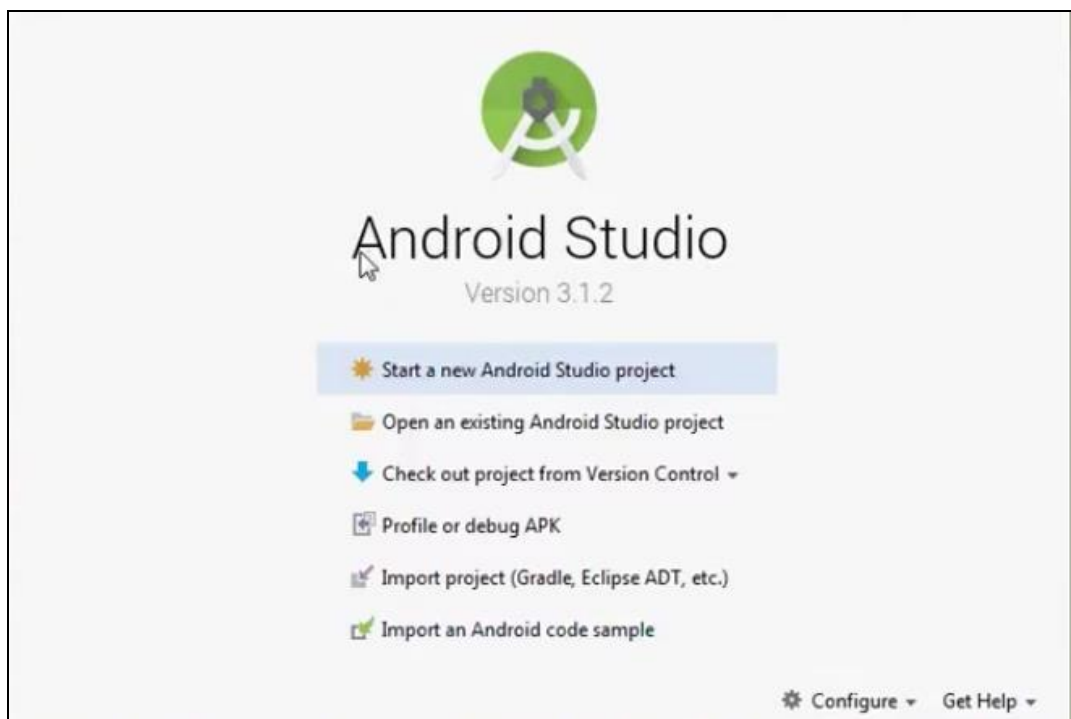 Android Studio
Version 3.1.2
Start a new Android Studio project
Open an existing Android Studio project
Check out project from Version Control
Profile or debug APK
Import project (Gradle, Eclipse ADT, etc.)
Import an Android code sample
Configure Get Help